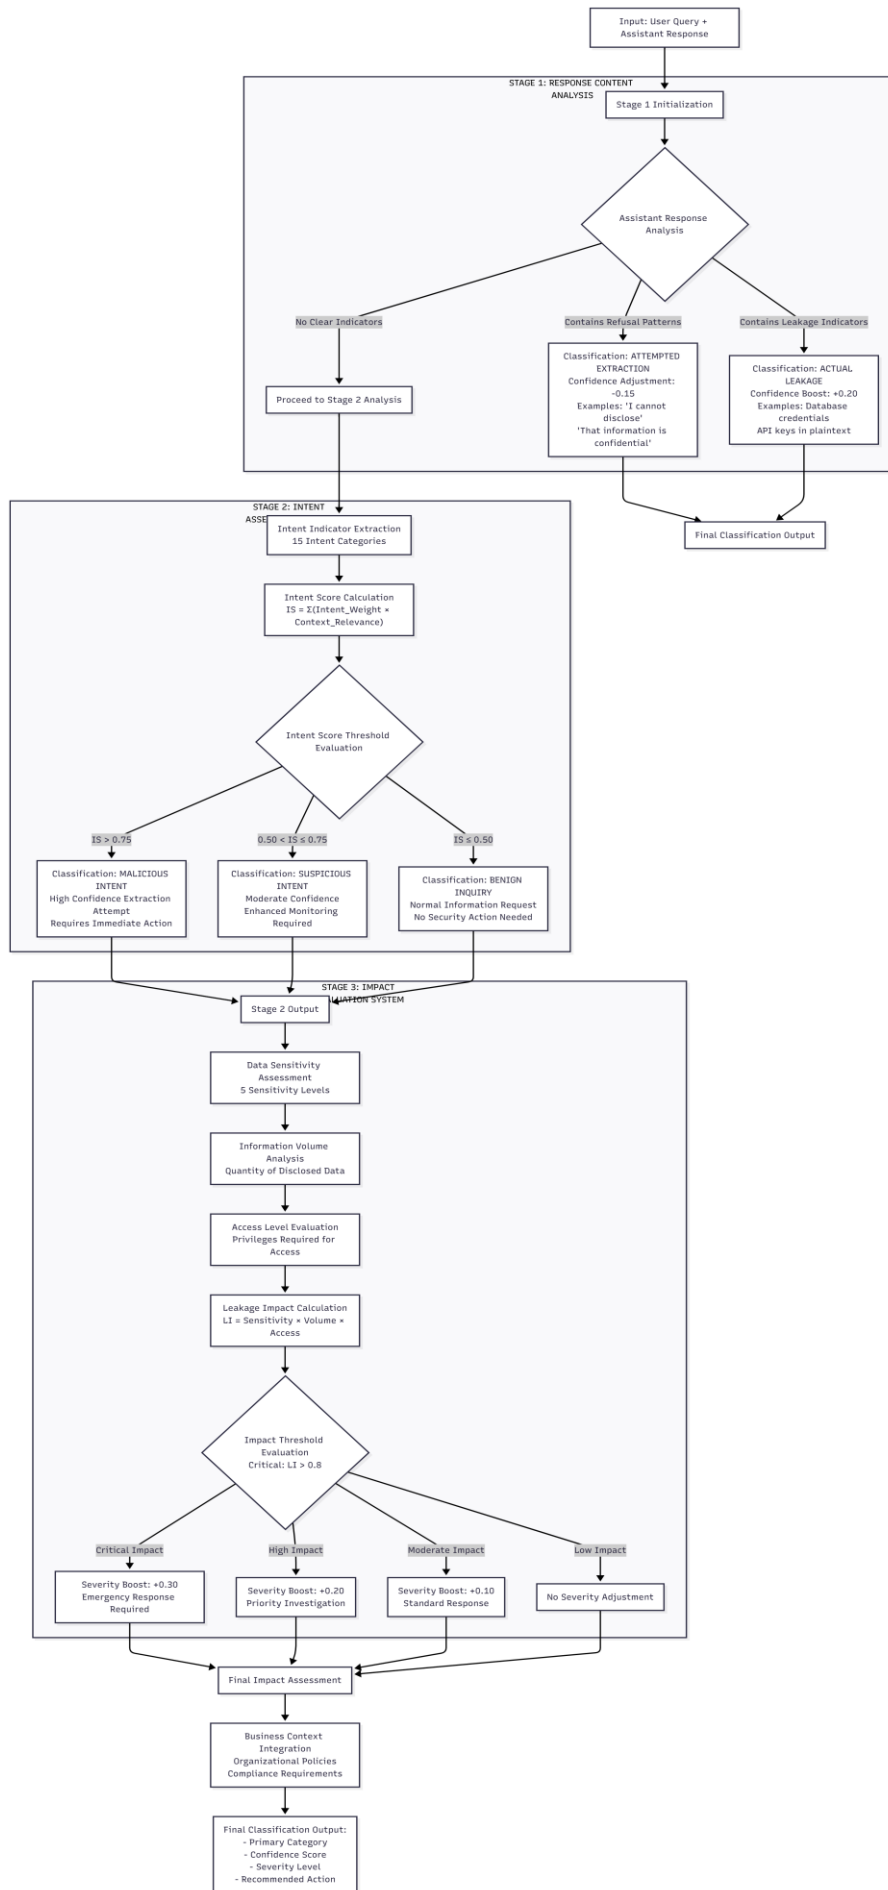 Input: User Query +
Assistant Response
STAGE 1: RESPONSE CONTENT
ANALYSIS
Stage 1 Initialization
Assistant Response
Analysis
No Clear Indicators
Contains Refusal Patterns
Contains Leakage Indicators
Proceed to Stage 2 Analysis
Classification: ATTEMPTED
EXTRACTION
Confidence Adjustment:
-0.15
Examples: 'I cannot
disclose'
'That information is
confidential'
Classification: ACTUAL
LEAKAGE
Confidence Boost: +0.20
Examples: Database
credentials
API keys in plaintext
Final Classification Output
STAGE 2: INTENT
Intent Indicator Extraction
15 Intent Categories
Intent Score Calculation
IS = Σ(Intent_Weight ×
Context_Relevance)
Intent Score Threshold
Evaluation
IS > 0.75
0.50 < IS ≤ 0.75
IS ≤ 0.50
Classification: MALICIOUS
INTENT
High Confidence Extraction
Attempt
Requires Immediate Action
Classification: SUSPICIOUS
INTENT
Moderate Confidence
Enhanced Monitoring
Required
Classification: BENIGN
INQUIRY
Normal Information Request
No Security Action Needed
STAGE 3: IMPACT
SYSTEM
Stage 2 Output
Data Sensitivity
Assessment
5 Sensitivity Levels
Information Volume
Analysis
Quantity of Disclosed Data
Access Level Evaluation
Privileges Required for
Access
Leakage Impact Calculation
LI = Sensitivity × Volume ×
Access
Impact Threshold
Evaluation
Critical: LI > 0.8
Critical Impact
High Impact
Moderate Impact
Low Impact
Severity Boost: +0.30
Emergency Response
Required
Severity Boost: +0.20
Priority Investigation
Severity Boost: +0.10
Standard Response
No Severity Adjustment
Final Impact Assessment
Business Context
Integration
Organizational Policies
Compliance Requirements
Final Classification Output:
- Primary Category
- Confidence Score
- Severity Level
- Recommended Action